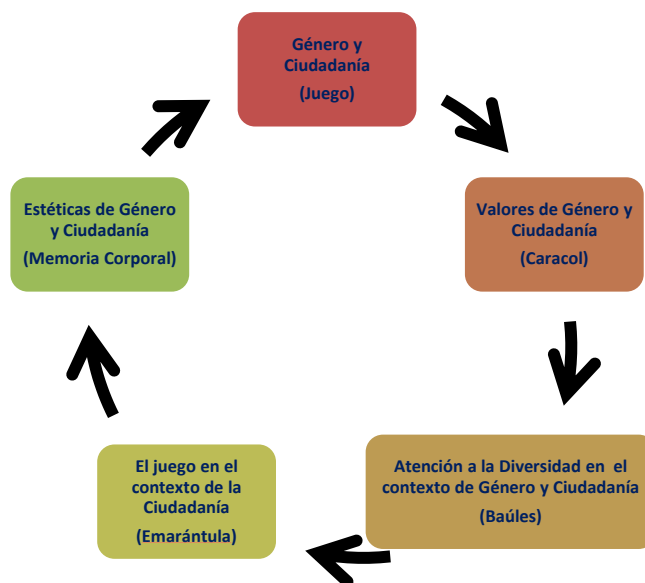 Género y
Ciudadanía
(Juego)
Valores de Género y
Ciudadanía
(Caracol)
Atención a la Diversidad en el
contexto de Género y Ciudadanía
(Baúles)
El juego en el
contexto de la
Ciudadanía
(Emarántula)
Estéticas de Género
y Ciudadanía
(Memoria Corporal)